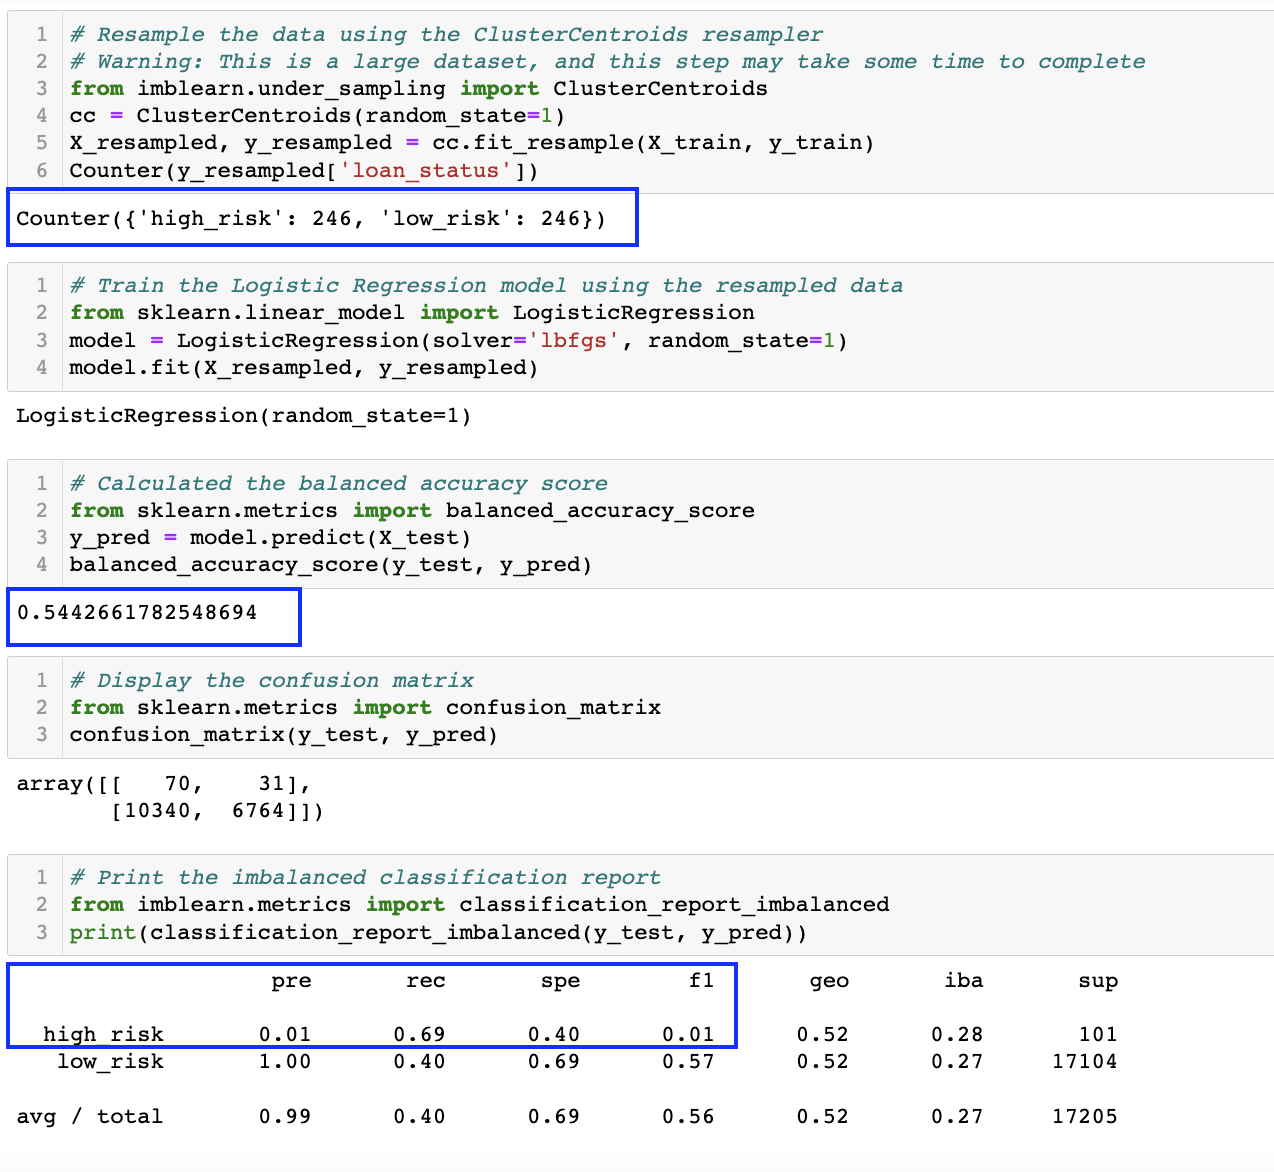 1 # Resample the data using the ClusterCentroids resampler
2 # Warning: This is a large dataset, and this step may take some time to complete
3 from imblearn.under_sampling import ClusterCentroids
4 cc = ClusterCentroids(random_state=1)
5 X_resampled, y_resampled = cc.fit_resample(X_train, y_train)
6 Counter(y_resampled['loan_status'])
Counter({'high_risk': 246, 'low_risk': 246})
1 # Train the Logistic Regression model using the resampled data
2 from sklearn.linear_model import LogisticRegression
3 model = LogisticRegression(solver='lbfgs', random_state=1)
4 model.fit(X_resampled, y_resampled)
LogisticRegression(random_state=1)
1 # Calculated the balanced accuracy score
2 from sklearn.metrics import balanced_accuracy_score
3 y_pred = model.predict(X_test)
4 balanced_accuracy_score(y_test, y_pred)
0.5442661782548694
1 # Display the confusion matrix
2 from sklearn.metrics import confusion_matrix
3 confusion_matrix(y_test, y_pred)
array([[   70,    31],
       [10340,  6764]])
1 # Print the imbalanced classification report
2 from imblearn.metrics import classification_report_imbalanced
3 print(classification_report_imbalanced(y_test, y_pred))
                   pre       rec       spe        f1       geo       iba       sup
  high_risk       0.01      0.69      0.40      0.01      0.52      0.28       101
   low_risk       1.00      0.40      0.69      0.57      0.52      0.27     17104
avg / total       0.99      0.40      0.69      0.56      0.52      0.27     17205